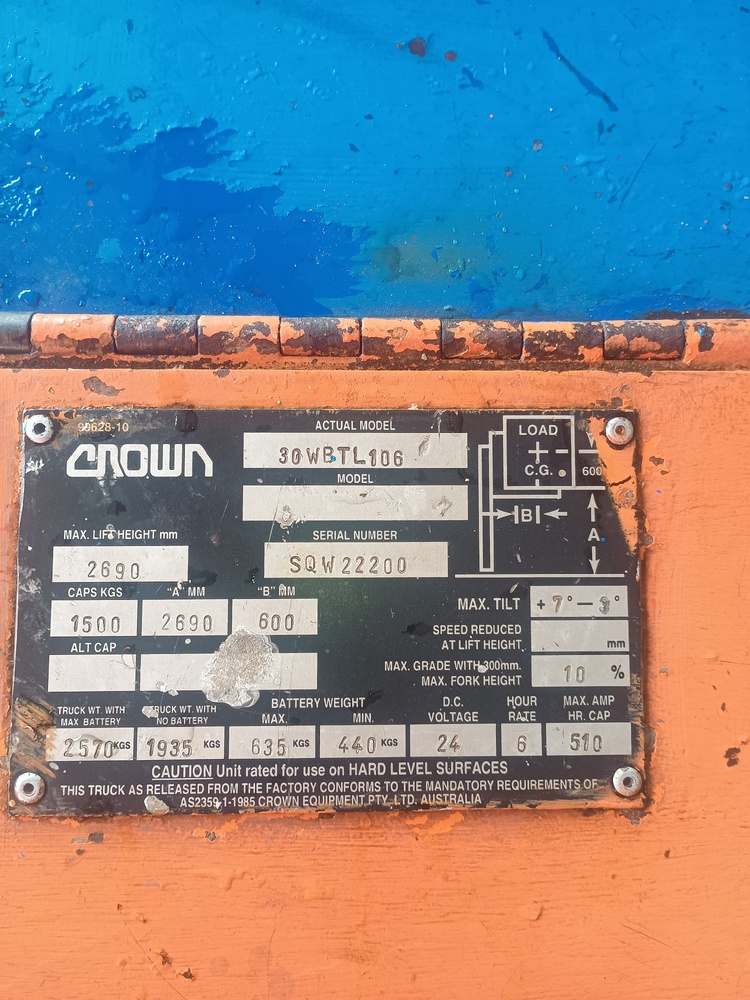 99628-10
CROWN
ACTUAL MODEL
30WBTL106
MODEL
LOAD
C.G.
600
B
A
MAX. LIFT HEIGHT mm
2690
SERIAL NUMBER
SQW22200
CAPS KGS "A" MM "B" MM
1500 2690 600
ALT CAP
MAX. TILT +7°-3°
SPEED REDUCED
AT LIFT HEIGHT mm
MAX. GRADE WITH 300mm.
MAX. FORK HEIGHT 10 %
TRUCK WT. WITH
MAX BATTERY
2570 KGS
TRUCK WT. WITH
NO BATTERY
1935 KGS
BATTERY WEIGHT
MAX. MIN.
635 KGS 440 KGS
D.C.
VOLTAGE
24
HOUR
RATE
6
MAX. AMP
HR. CAP
510
CAUTION Unit rated for use on HARD LEVEL SURFACES
THIS TRUCK AS RELEASED FROM THE FACTORY CONFORMS TO THE MANDATORY REQUIREMENTS OF
AS2359.1-1985 CROWN EQUIPMENT PTY. LTD. AUSTRALIA